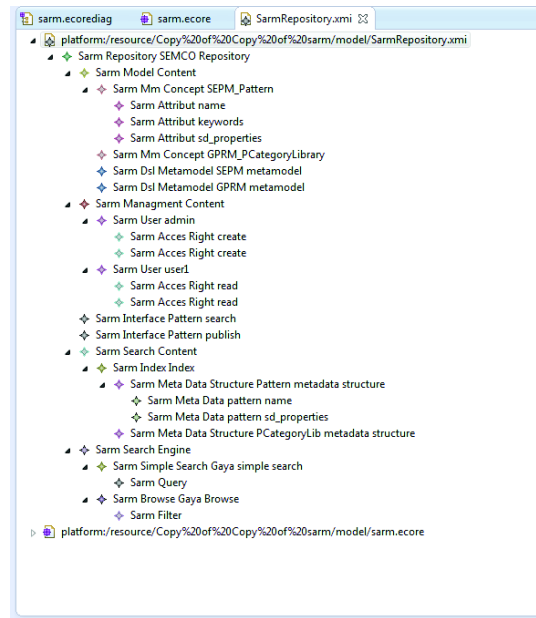 sarm.ecorediag sarm.ecore SarmRepository.xmi
platform:/resource/Copy%20of%20Copy%20of%20sarm/model/SarmRepository.xmi
Sarm Repository SEMCO Repository
Sarm Model Content
Sarm Mm Concept SEPM_Pattern
Sarm Attribut name
Sarm Attribut keywords
Sarm Attribut sd_properties
Sarm Mm Concept GPRM_PCategoryLibrary
Sarm Dsl Metamodel SEPM metamodel
Sarm Dsl Metamodel GPRM metamodel
Sarm Managment Content
Sarm User admin
Sarm Acces Right create
Sarm Acces Right create
Sarm User user1
Sarm Acces Right read
Sarm Acces Right read
Sarm Interface Pattern search
Sarm Interface Pattern publish
Sarm Search Content
Sarm Index Index
Sarm Meta Data Structure Pattern metadata structure
Sarm Meta Data pattern name
Sarm Meta Data pattern sd_properties
Sarm Meta Data Structure PCategoryLib metadata structure
Sarm Search Engine
Sarm Simple Search Gaya simple search
Sarm Query
Sarm Browse Gaya Browse
Sarm Filter
platform:/resource/Copy%20of%20Copy%20of%20sarm/model/sarm.ecore